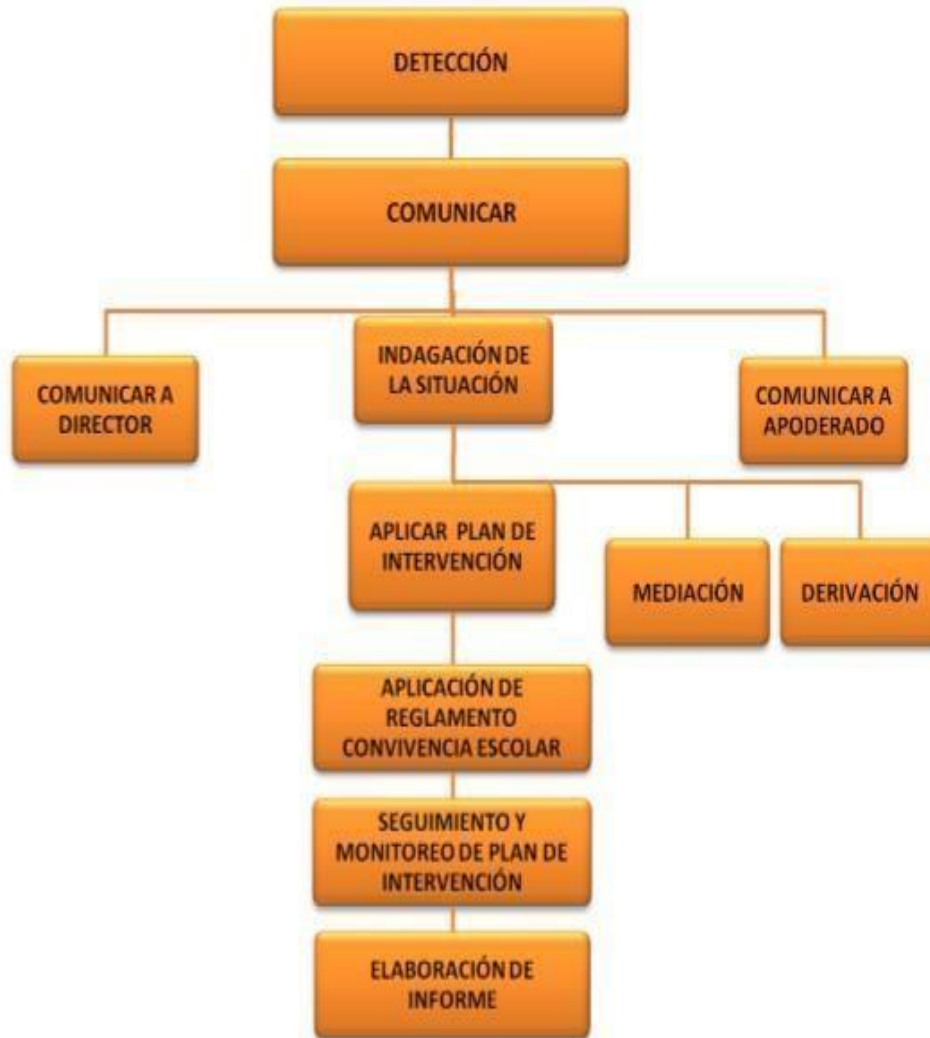 DETECCIÓN
COMUNICAR
COMUNICAR A
DIRECTOR
INDAGACIÓN DE
LA SITUACIÓN
COMUNICAR A
APODERADO
APLICAR PLAN DE
INTERVENCIÓN
MEDIACIÓN
DERIVACIÓN
APLICACIÓN DE
REGLAMENTO
CONVIVENCIA ESCOLAR
SEGUIMIENTO Y
MONITOREO DE PLAN DE
INTERVENCIÓN
ELABORACIÓN DE
INFORME